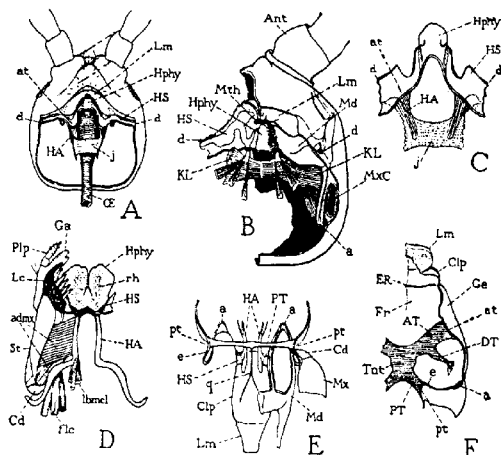 Lm
at
Hphy
HS
d
d
HA
j
Œ
A
Ant
Mth
Hphy
HS
d
KL
Lm
Md
d
KL
MxC
a
B
Hphy
at
HS
d
d
HA
j
C
Ga
Plp
Lc
Hphy
rh
HS
admx
St
HA
lbmcl
Cd
flc
D
HA PT
a
a
pt
pt
e
Cd
HS
q
Mx
Clp
Md
Lm
E
Lm
Clp
ER
Ge
Fr
AT
at
DT
Tnt
e
PT
a
pt
F